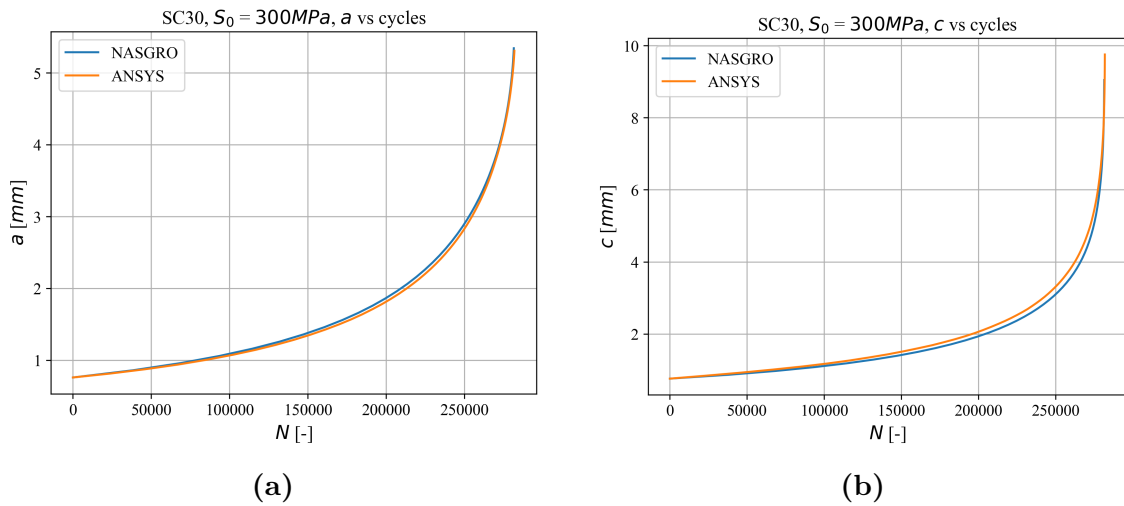 SC30, S₀ = 300MPa, a vs cycles
NASGRO
ANSYS
5
4
3
2
1
a [mm]
0 50000 100000 150000 200000 250000
N [-]
(a)
SC30, S₀ = 300MPa, c vs cycles
NASGRO
ANSYS
10
8
6
4
2
c [mm]
0 50000 100000 150000 200000 250000
N [-]
(b)